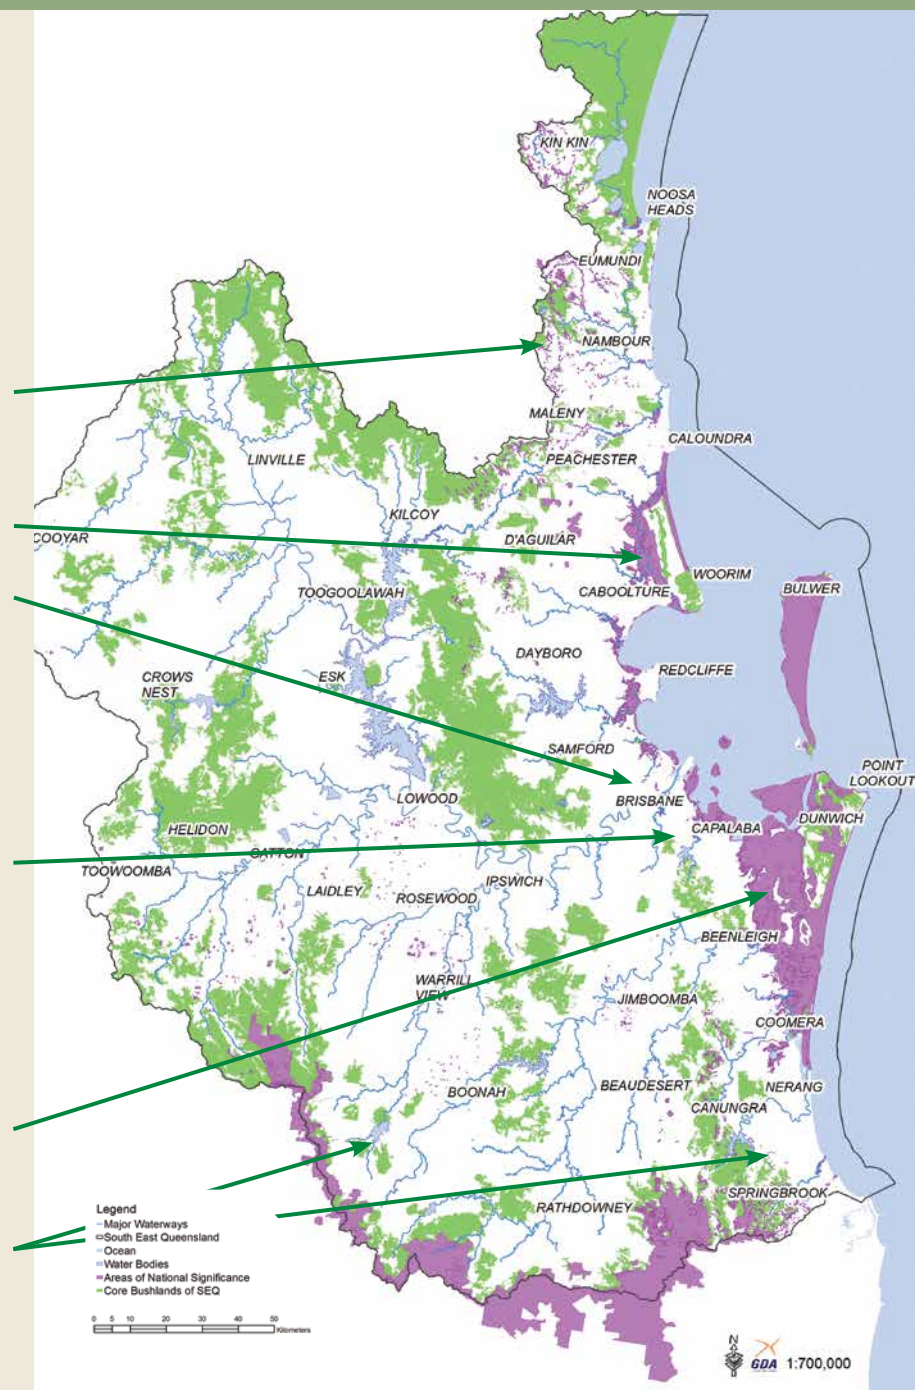 KIN KIN
NOOSA
HEADS
EUMUNDI
NAMBOUR
MALENY
CALOUNDRA
PEACHESTER
LINVILLE
KILCOY
COOYAR
D'AGUILAR
WOORIM
TOOGOOLAWAH
CABOOLTURE
BULWER
DAYBORO
REDCLIFFE
CROWS
NEST
ESK
SAMFORD
POINT
LOOKOUT
LOWOOD
BRISBANE
DUNWICH
HELIDON
CAPALABA
GATTON
TOOWOOMBA
IPSWICH
LAIDLEY
ROSEWOOD
BEENLEIGH
WARRILL
VIEW
JIMBOOMBA
COOMERA
BOONAH
BEAUDESERT
NERANG
CANUNGRA
SPRINGBROOK
RATHDOWNEY
Legend
Major Waterways
South East Queensland
Ocean
Water Bodies
Areas of National Significance
Core Bushlands of SEQ
0 5 10 20 30 40 50
Kilometers
N
GDA 1:700,000